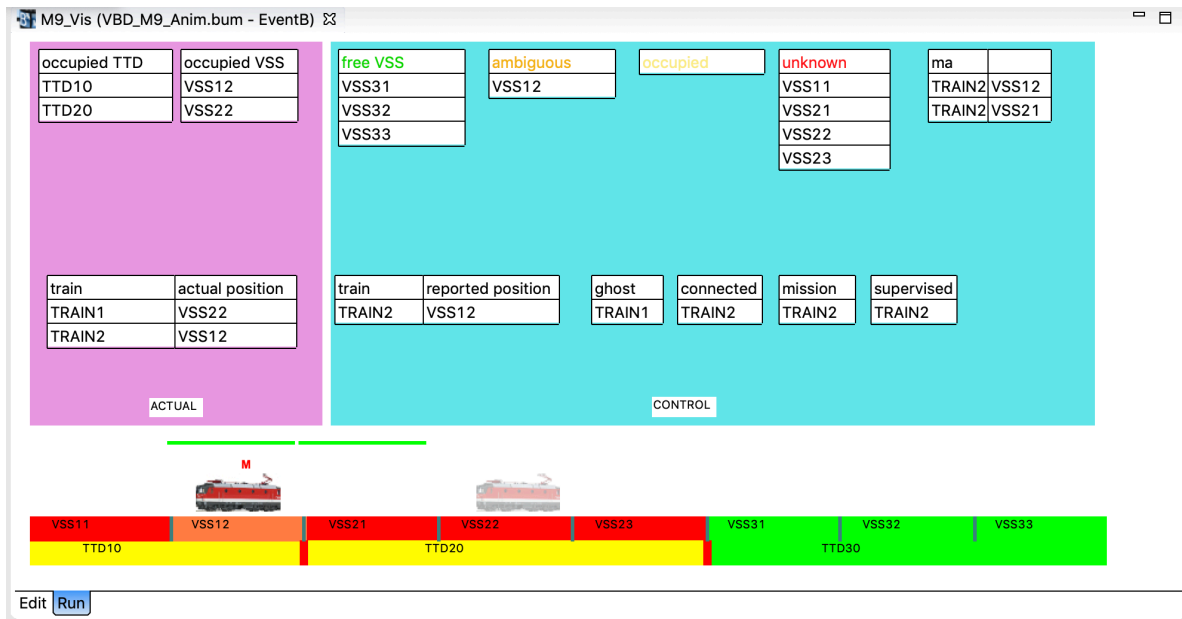 M9_Vis (VBD_M9_Anim.bum - EventB)
occupied TTD occupied VSS free VSS ambiguous occupied unknown ma
TTD10 VSS12 VSS31 VSS12 VSS11 TRAIN2 VSS12
TTD20 VSS22 VSS32 VSS21 TRAIN2 VSS21
VSS33 VSS22
VSS23
train actual position train reported position ghost connected mission supervised
TRAIN1 VSS22 TRAIN2 VSS12 TRAIN1 TRAIN2 TRAIN2 TRAIN2
TRAIN2 VSS12
ACTUAL CONTROL
M
VSS11 VSS12 VSS21 VSS22 VSS23 VSS31 VSS32 VSS33
TTD10 TTD20 TTD30
Edit Run